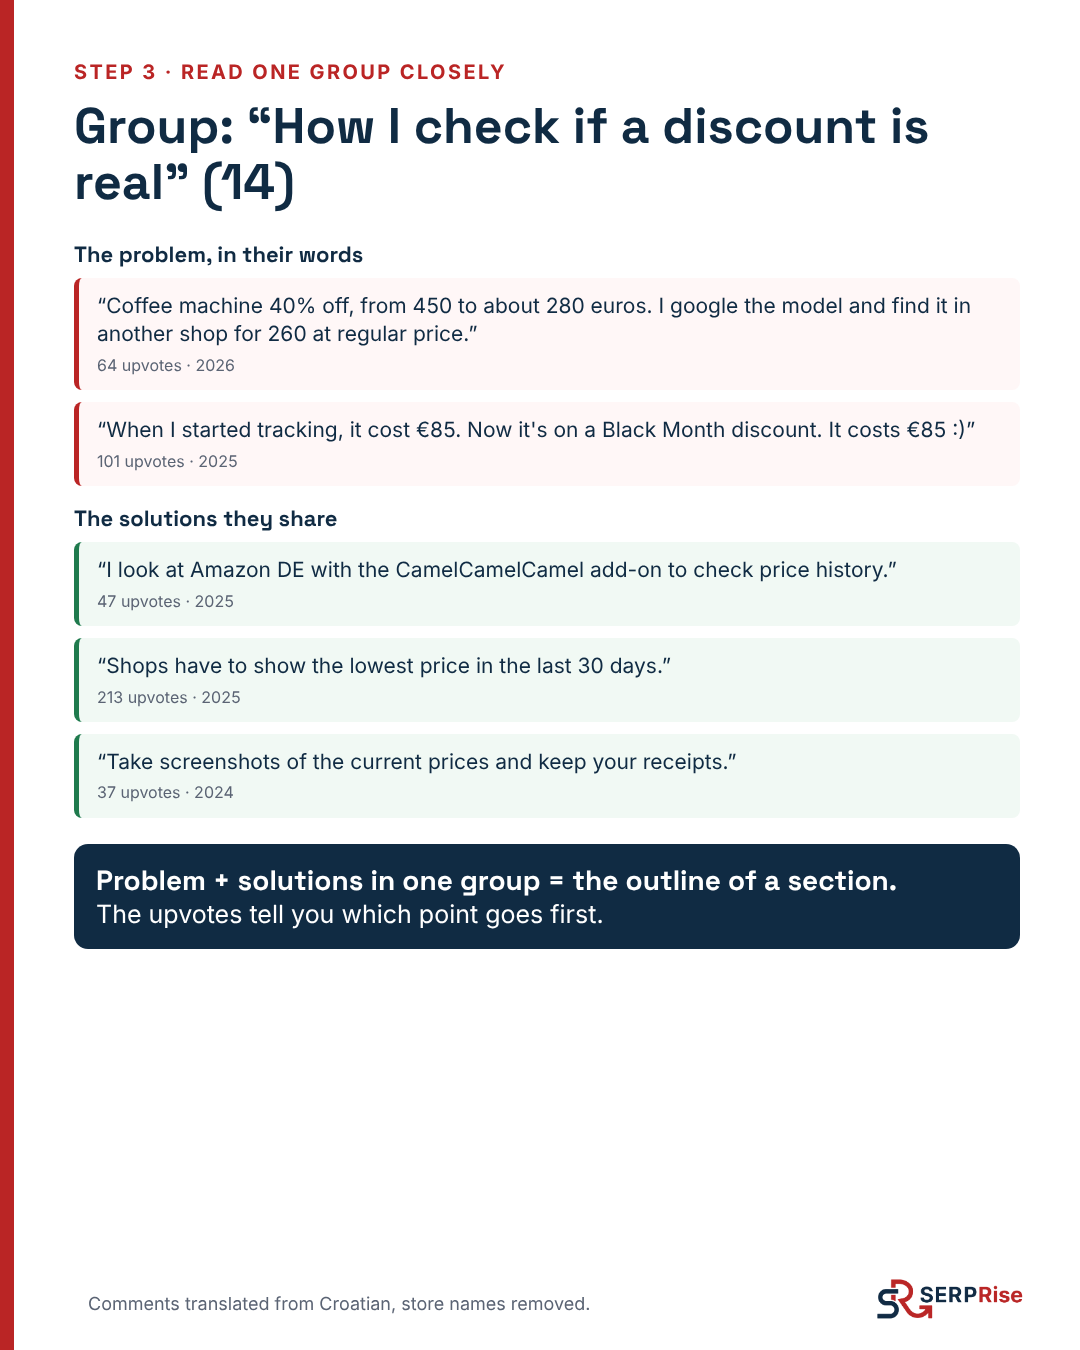 STEP 3 · READ ONE GROUP CLOSELY
Group: “How I check if a discount is
real” (14)
The problem, in their words
“Coffee machine 40% off, from 450 to about 280 euros. I google the model and find it in
another shop for 260 at regular price.”
64 upvotes · 2026
“When I started tracking, it cost €85. Now it's on a Black Month discount. It costs €85 :)”
101 upvotes · 2025
The solutions they share
“I look at Amazon DE with the CamelCamelCamel add-on to check price history.”
47 upvotes · 2025
“Shops have to show the lowest price in the last 30 days.”
213 upvotes · 2025
“Take screenshots of the current prices and keep your receipts.”
37 upvotes · 2024
Problem + solutions in one group = the outline of a section.
The upvotes tell you which point goes first.
Comments translated from Croatian, store names removed.
SR SERPRise